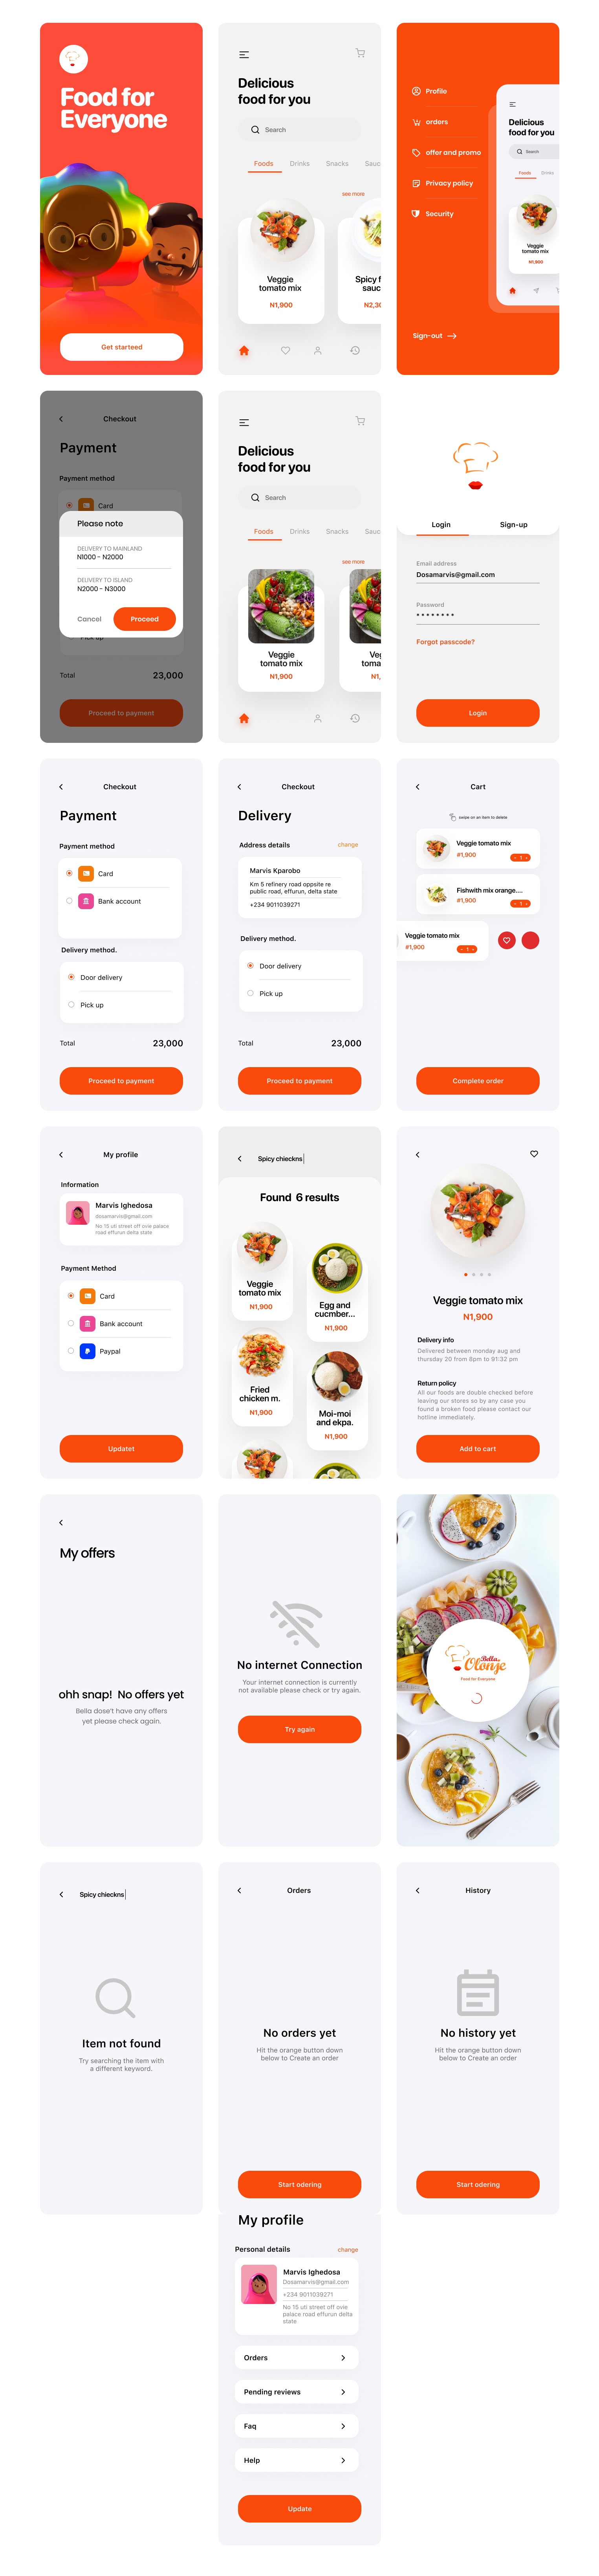 Food for
Everyone
Get starteed
Delicious
food for you
Search
Foods Drinks Snacks Sauc
see more
Veggie
tomato mix
N1,900
Spicy f
sauc
N2,30
Profile
orders
offer and promo
Privacy policy
Security
Sign-out
Delicious
food for you
Search
Foods Drinks
Veggie
tomato mix
N1,900
Checkout
Payment
Payment method
Card
Please note
DELIVERY TO MAINLAND
N1000 - N2000
DELIVERY TO ISLAND
N2000 - N3000
Cancel
Proceed
Pick up
Total 23,000
Proceed to payment
Delicious
food for you
Search
Foods Drinks Snacks Sauc
see more
Veggie
tomato mix
N1,900
Veg
toma
N1,
Login Sign-up
Email address
Dosamarvis@gmail.com
Password
Forgot passcode?
Login
Checkout
Payment
Payment method
Card
Bank account
Delivery method.
Door delivery
Pick up
Total 23,000
Proceed to payment
Checkout
Delivery
Address details change
Marvis Kparobo
Km 5 refinery road oppsite re
public road, effurun, delta state
+234 9011039271
Delivery method.
Door delivery
Pick up
Total 23,000
Proceed to payment
Cart
swipe on an item to delete
Veggie tomato mix
#1,900
- 1 +
Fishwith mix orange....
#1,900
- 1 +
Veggie tomato mix
#1,900
- 1 +
Complete order
My profile
Information
Marvis Ighedosa
dosamarvis@gmail.com
No 15 uti street off ovie palace
road effurun delta state
Payment Method
Card
Bank account
Paypal
Updatet
Spicy chieckns
Found 6 results
Veggie
tomato mix
N1,900
Egg and
cucmber...
N1,900
Fried
chicken m.
N1,900
Moi-moi
and ekpa.
N1,900
Veggie tomato mix
N1,900
Delivery info
Delivered between monday aug and
thursday 20 from 8pm to 91:32 pm
Return policy
All our foods are double checked before
leaving our stores so by any case you
found a broken food please contact our
hotline immediately.
Add to cart
My offers
ohh snap! No offers yet
Bella dose't have any offers
yet please check again.
No internet Connection
Your internet connection is currently
not available please check or try again.
Try again
Bella
Olonje
Food for Everyone
Spicy chieckns
Item not found
Try searching the item with
a different keyword.
Orders
No orders yet
Hit the orange button down
below to Create an order
Start odering
History
No history yet
Hit the orange button down
below to Create an order
Start odering
My profile
Personal details change
Marvis Ighedosa
Dosamarvis@gmail.com
+234 9011039271
No 15 uti street off ovie
palace road effurun delta
state
Orders
Pending reviews
Faq
Help
Update